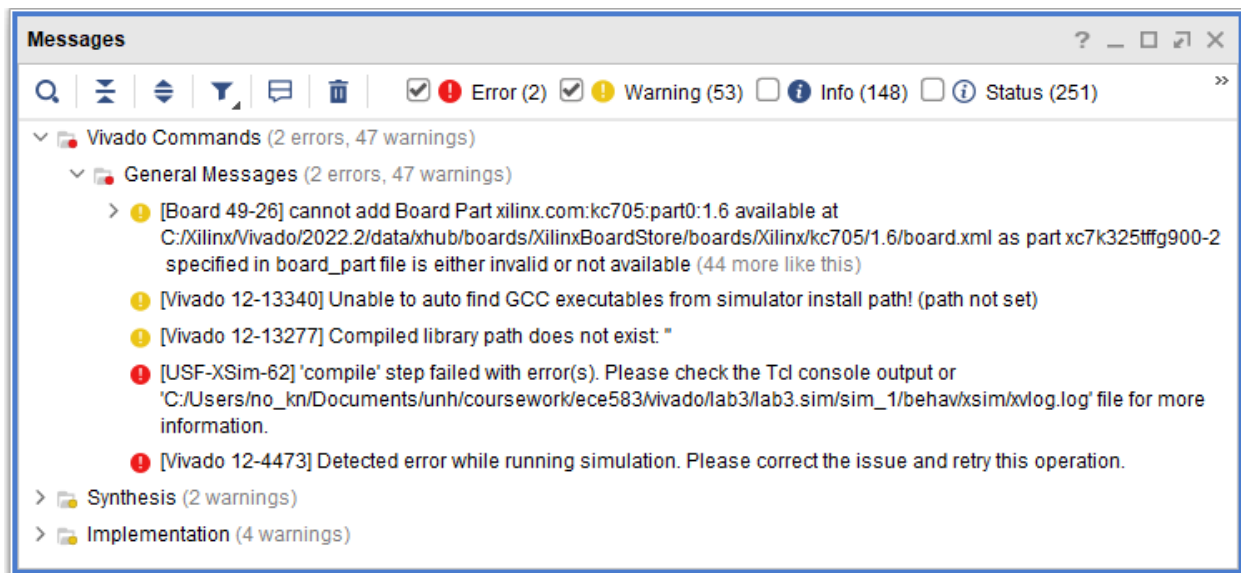 Messages
Error (2) Warning (53) Info (148) Status (251)
Vivado Commands (2 errors, 47 warnings)
General Messages (2 errors, 47 warnings)
[Board 49-26] cannot add Board Part xilinx.com:kc705:part0:1.6 available at
C:/Xilinx/Vivado/2022.2/data/xhub/boards/XilinxBoardStore/boards/Xilinx/kc705/1.6/board.xml as part xc7k325tffg900-2
specified in board_part file is either invalid or not available (44 more like this)
[Vivado 12-13340] Unable to auto find GCC executables from simulator install path! (path not set)
[Vivado 12-13277] Compiled library path does not exist: ''
[USF-XSim-62] 'compile' step failed with error(s). Please check the Tcl console output or
'C:/Users/no_kn/Documents/unh/coursework/ece583/vivado/lab3/lab3.sim/sim_1/behav/xsim/xvlog.log' file for more
information.
[Vivado 12-4473] Detected error while running simulation. Please correct the issue and retry this operation.
Synthesis (2 warnings)
Implementation (4 warnings)